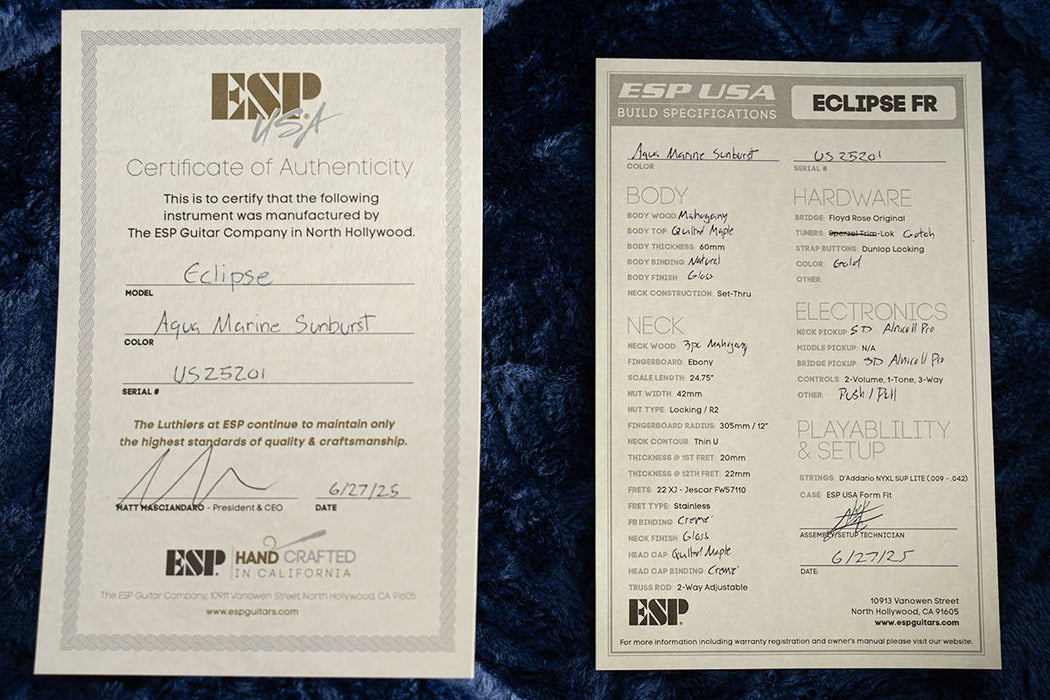 ESP
USA
Certificate of Authenticity
This is to certify that the following
instrument was manufactured by
The ESP Guitar Company in North Hollywood.
Eclipse
MODEL
Aqua Marine Sunburst
COLOR
US25201
SERIAL #
The Luthiers at ESP continue to maintain only
the highest standards of quality & craftsmanship.
6/27/25
MATT MASCIANDARO - President & CEO DATE
ESP HAND CRAFTED
IN CALIFORNIA
The ESP Guitar Company, 10911 Vanowen Street, North Hollywood, CA 91605
www.espguitars.com
ESP USA
BUILD SPECIFICATIONS
ECLIPSE FR
Aqua Marine Sunburst
COLOR
US25201
SERIAL #
BODY
BODY WOOD: Mahogany
BODY TOP: Quilted Maple
BODY THICKNESS: 60mm
BODY BINDING: Natural
BODY FINISH: Gloss
NECK CONSTRUCTION: Set-Thru
NECK
NECK WOOD: 3pc Mahogany
FINGERBOARD: Ebony
SCALE LENGTH: 24.75"
NUT WIDTH: 42mm
NUT TYPE: Locking / R2
FINGERBOARD RADIUS: 305mm / 12"
NECK CONTOUR: Thin U
THICKNESS @ 1ST FRET: 20mm
THICKNESS @ 12TH FRET: 22mm
FRETS: 22 XJ - Jescar FW57110
FRET TYPE: Stainless
FB BINDING: Creme
NECK FINISH: Gloss
HEAD CAP: Quilted Maple
HEAD CAP BINDING: Creme
TRUSS ROD: 2-Way Adjustable
HARDWARE
BRIDGE: Floyd Rose Original
TUNERS: Sperzel Trim-Lok Gotoh
STRAP BUTTONS: Dunlop Locking
COLOR: Gold
OTHER:
ELECTRONICS
NECK PICKUP: SD Alnico II Pro
MIDDLE PICKUP: N/A
BRIDGE PICKUP: SD Alnico II Pro
CONTROLS: 2-Volume, 1-Tone, 3-Way
OTHER: Push / Pull
PLAYABLILITY
& SETUP
STRINGS: D'Addario NYXL SUP LITE (.009 - .042)
CASE: ESP USA Form Fit
ASSEMBLY/SETUP TECHNICIAN
6/27/25
DATE:
ESP
10913 Vanowen Street
North Hollywood, CA 91605
www.espguitars.com
For more information including warranty registration and owner's manual please visit our website.